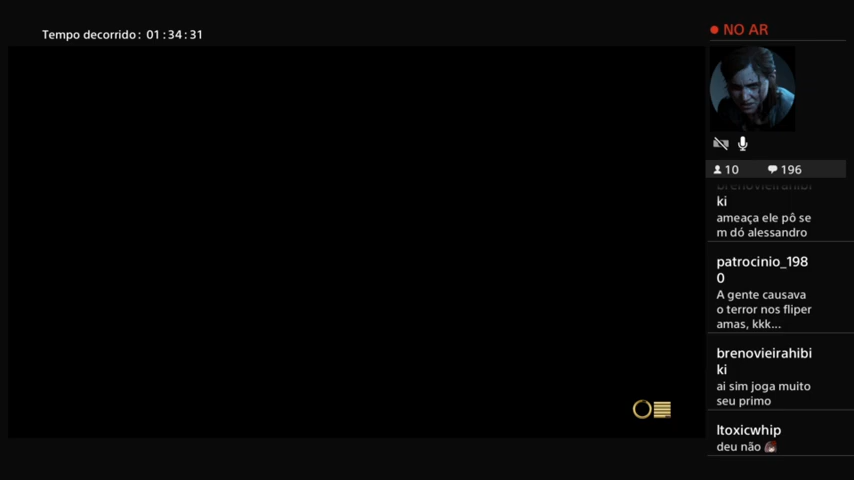 Tempo decorrido: 01:34:31
NO AR
10 196
brenovieirahibi
ki
ameaça ele pô se
m dó alessandro
patrocinio_198
0
A gente causava
o terror nos fliper
amas, kkk...
brenovieirahibi
ki
ai sim joga muito
seu primo
ltoxicwhip
deu não